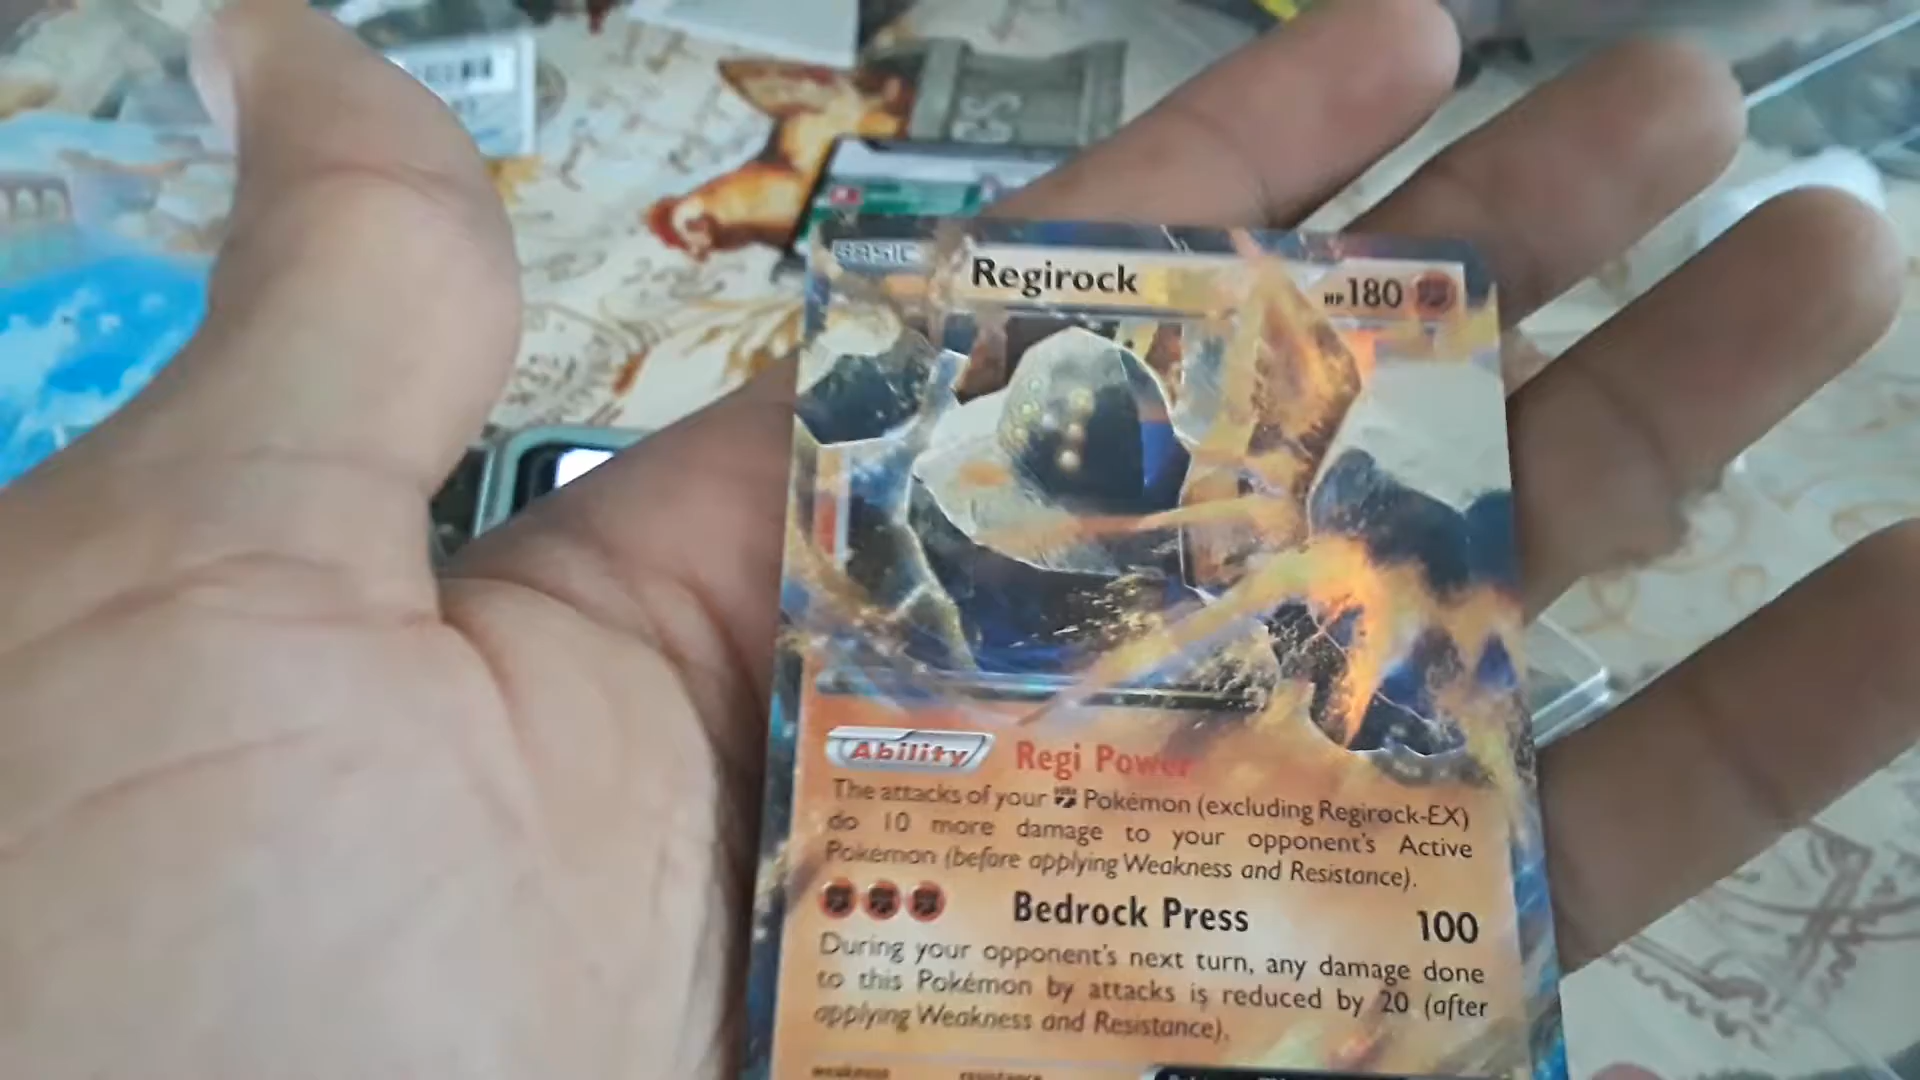 BASIC
Regirock
HP180
Ability Regi Power
The attacks of your Pokémon (excluding Regirock-EX)
do 10 more damage to your opponent's Active
Pokémon (before applying Weakness and Resistance).
Bedrock Press 100
During your opponent's next turn, any damage done
to this Pokémon by attacks is reduced by 20 (after
applying Weakness and Resistance).
weakness resistance